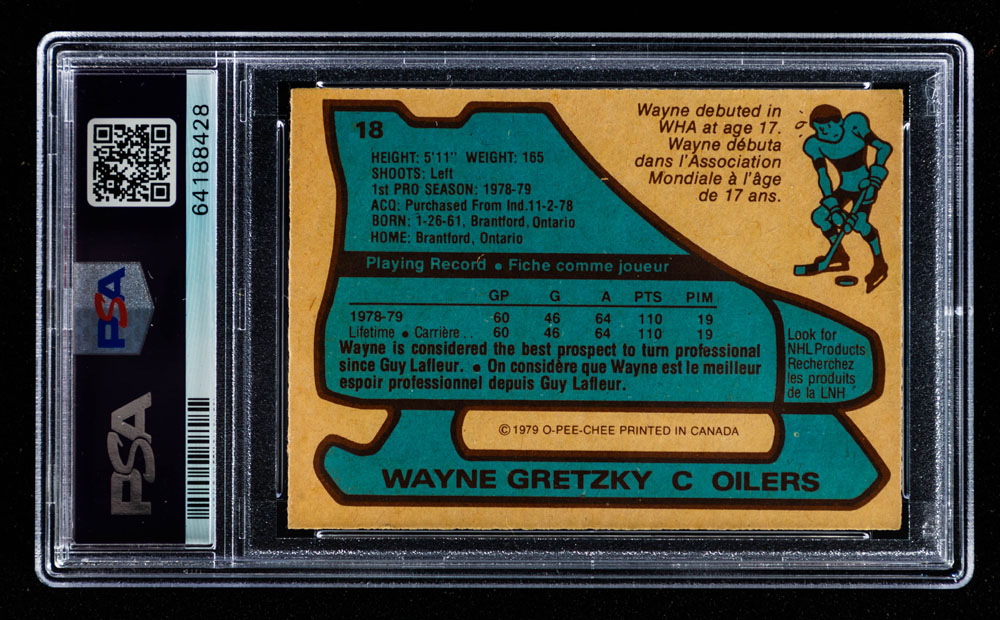 64188428
PSA
PSA
18
HEIGHT: 5'11" WEIGHT: 165
SHOOTS: Left
1st PRO SEASON: 1978-79
ACQ: Purchased From Ind.11-2-78
BORN: 1-26-61, Brantford, Ontario
HOME: Brantford, Ontario
Wayne debuted in
WHA at age 17.
Wayne débuta
dans l'Association
Mondiale à l'âge
de 17 ans.
Playing Record • Fiche comme joueur
GP G A PTS PIM
1978-79 60 46 64 110 19
Lifetime • Carrière.. 60 46 64 110 19
Wayne is considered the best prospect to turn professional
since Guy Lafleur. • On considère que Wayne est le meilleur
espoir professionnel depuis Guy Lafleur.
Look for
NHL Products
Recherchez
les produits
de la LNH
© 1979 O-PEE-CHEE PRINTED IN CANADA
WAYNE GRETZKY C OILERS